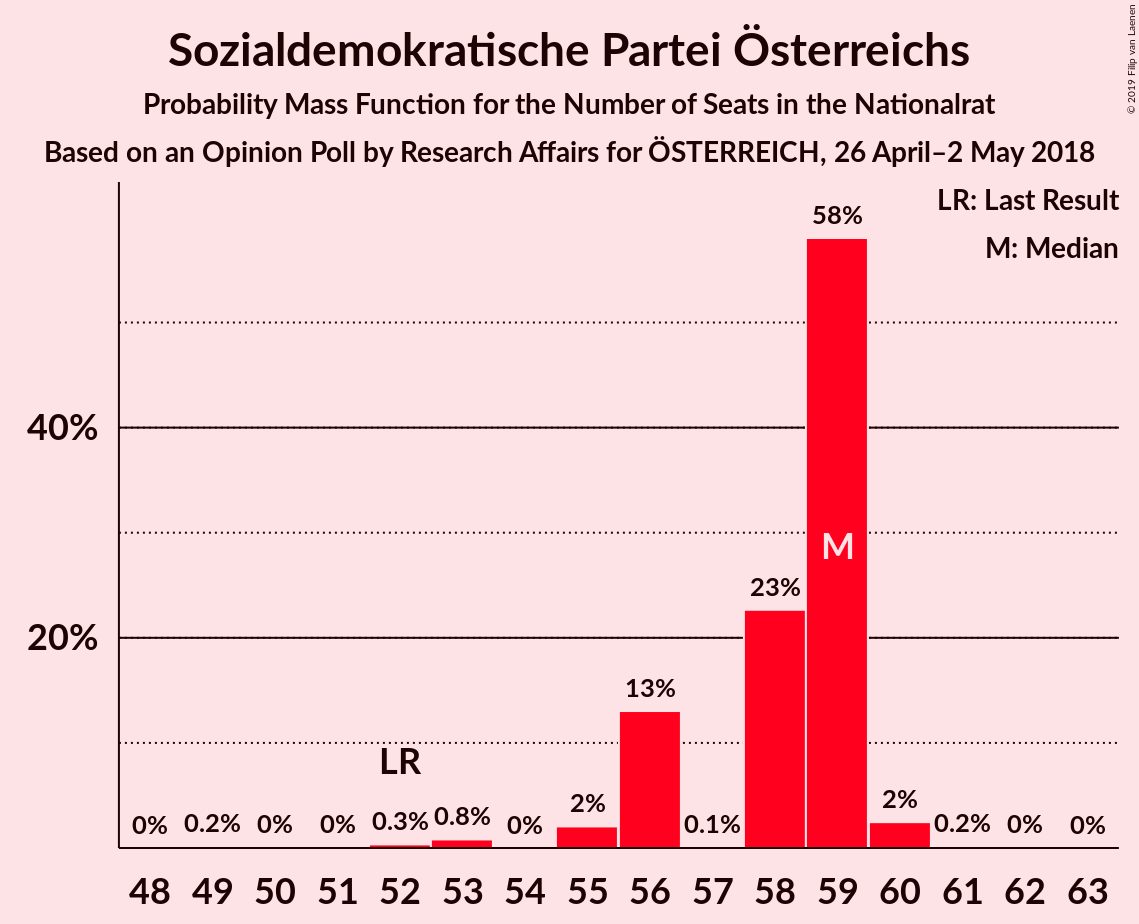 Sozialdemokratische Partei Österreichs
Probability Mass Function for the Number of Seats in the Nationalrat
Based on an Opinion Poll by Research Affairs for ÖSTERREICH, 26 April–2 May 2018
© 2019 Filip van Laenen
LR: Last Result
M: Median
58%
40%
M
23%
20%
13%
LR
0% 0.2% 0% 0% 0.3% 0.8% 0% 2% 0.1% 2% 0.2% 0% 0%
48 49 50 51 52 53 54 55 56 57 58 59 60 61 62 63